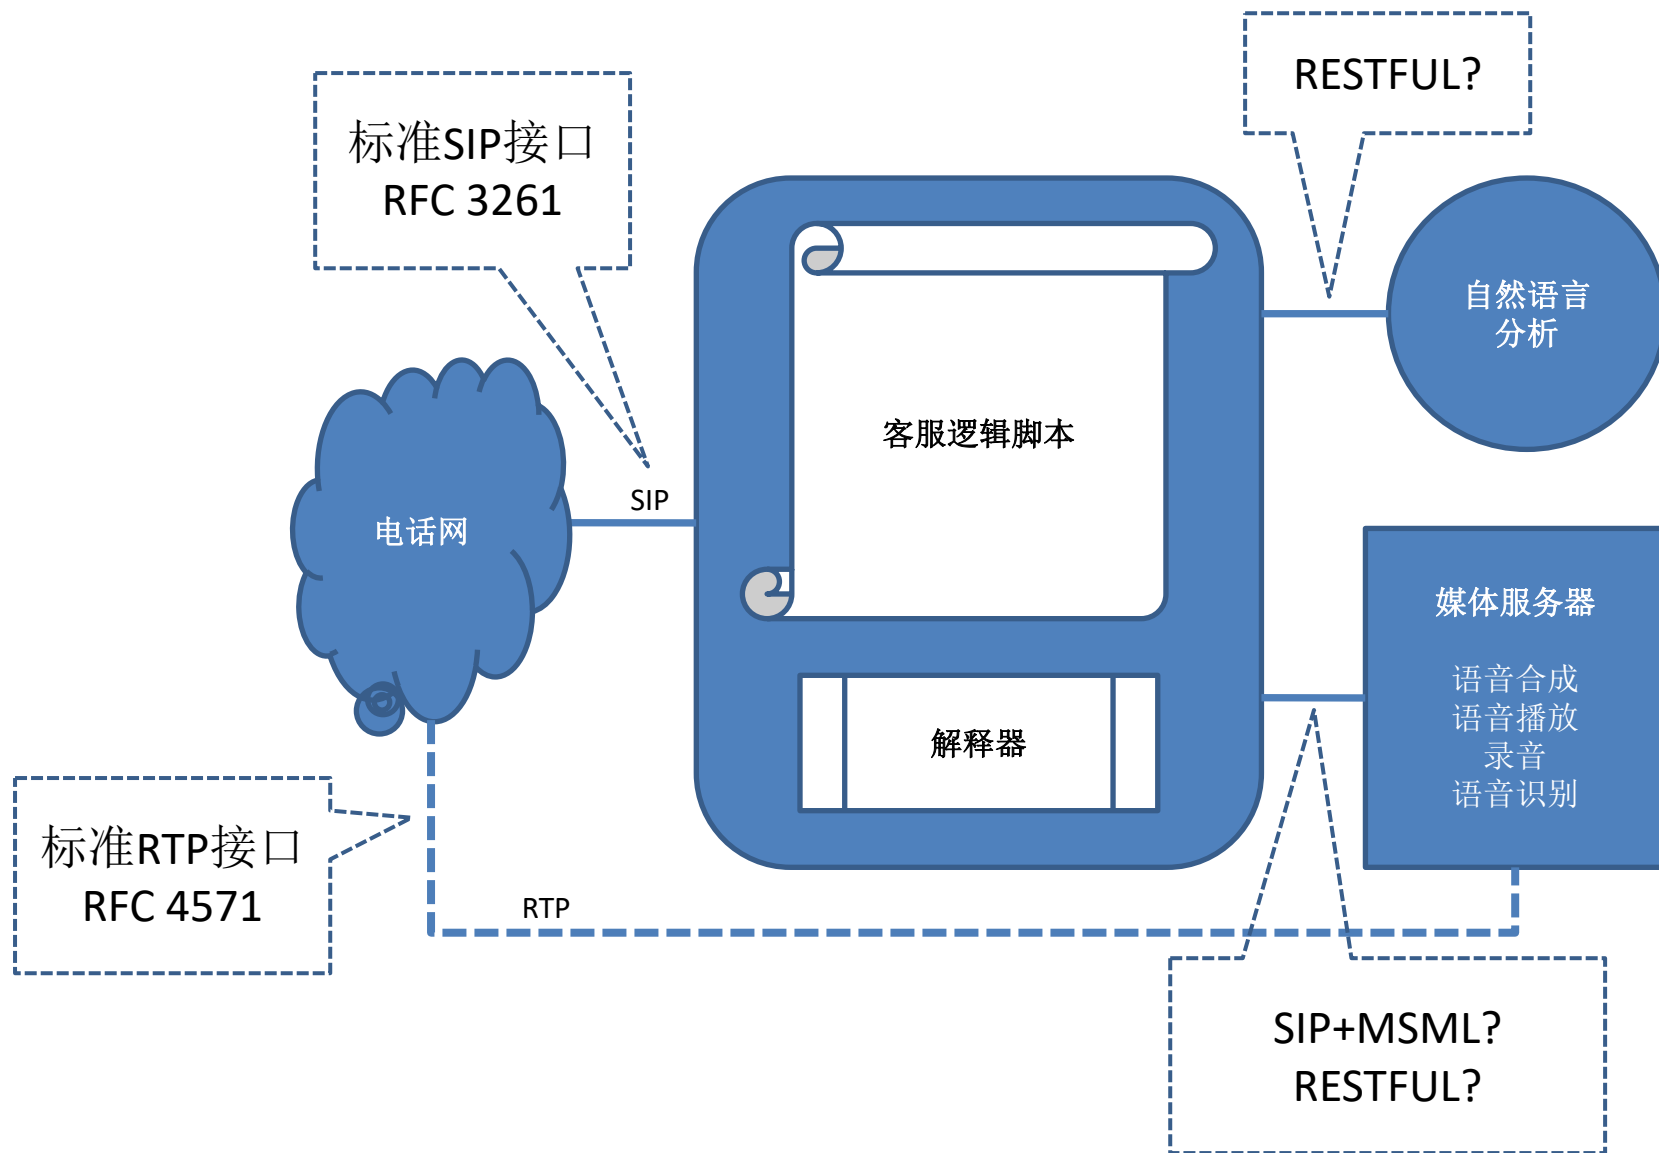 RESTFUL?
标准SIP接口
RFC 3261
自然语言
分析
客服逻辑脚本
SIP
电话网
媒体服务器
语音合成
语音播放
录音
语音识别
解释器
标准RTP接口
RFC 4571
RTP
SIP+MSML?
RESTFUL?